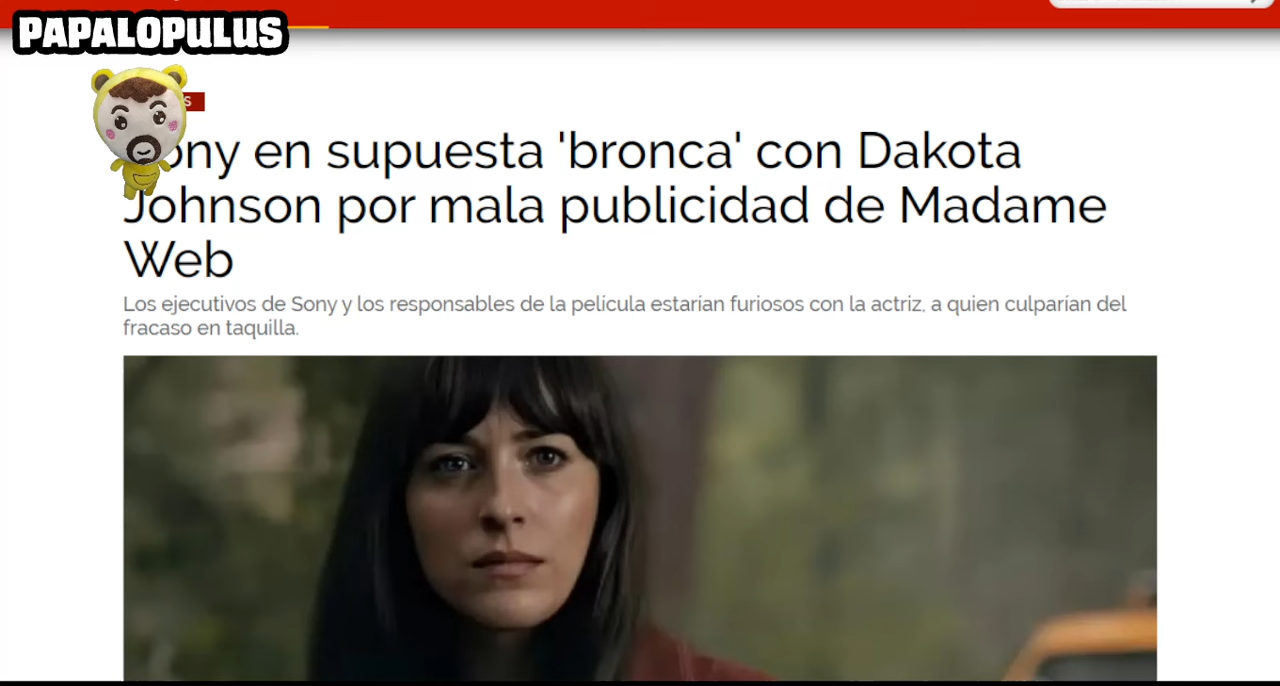 PAPALOPULUS
S
ony en supuesta 'bronca' con Dakota
Johnson por mala publicidad de Madame
Web
Los ejecutivos de Sony y los responsables de la película estarían furiosos con la actriz, a quien culparían del
fracaso en taquilla.